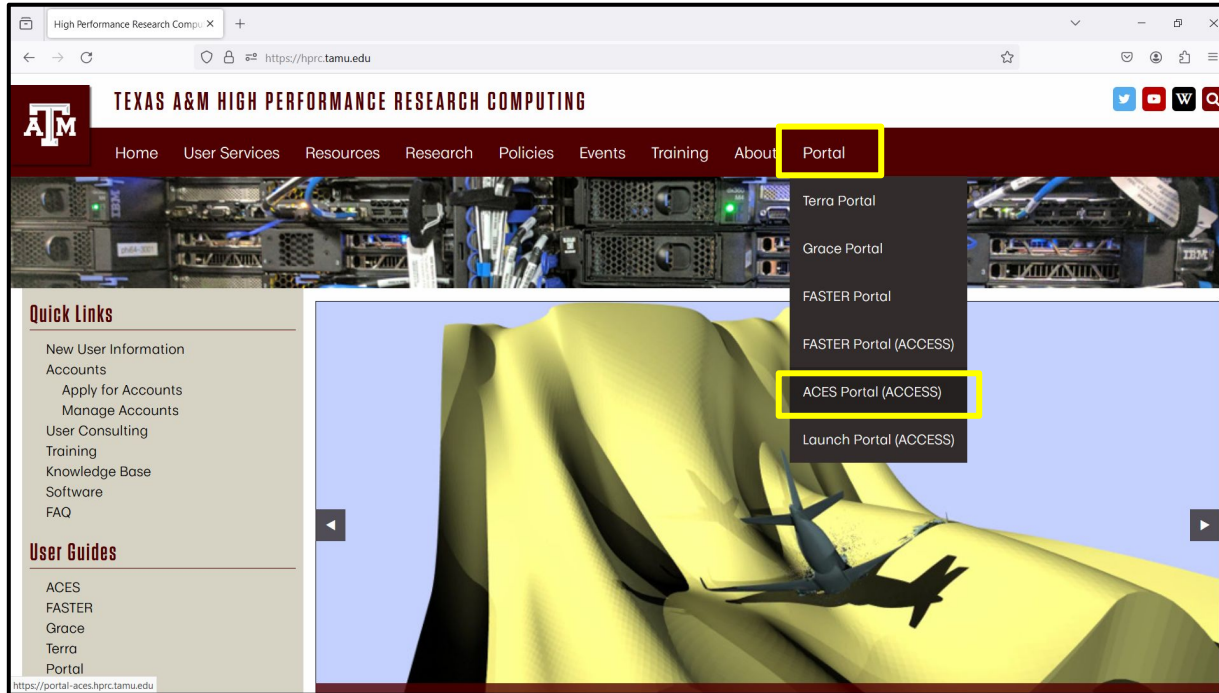 High Performance Research Compu
https://hprc.tamu.edu
TEXAS A&M HIGH PERFORMANCE RESEARCH COMPUTING
W
A M
Home User Services Resources Research Policies Events Training About Portal
Terra Portal
Grace Portal
FASTER Portal
FASTER Portal (ACCESS)
ACES Portal (ACCESS)
Launch Portal (ACCESS)
IBM
IBM
Quick Links
New User Information
Accounts
Apply for Accounts
Manage Accounts
User Consulting
Training
Knowledge Base
Software
FAQ
User Guides
ACES
FASTER
Grace
Terra
Portal
https://portal-aces.hprc.tamu.edu